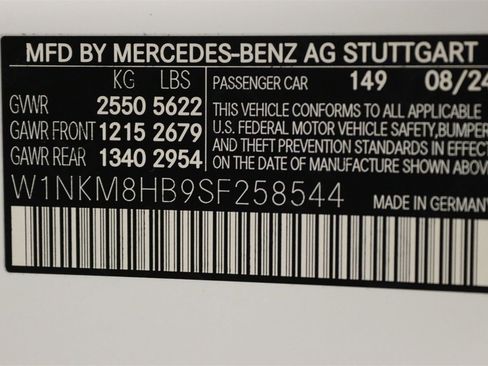 MFD BY MERCEDES-BENZ AG STUTTGART
KG LBS PASSENGER CAR 149 08/24
GVWR 2550 5622 THIS VEHICLE CONFORMS TO ALL APPLICABLE
GAWR FRONT 1215 2679 U.S. FEDERAL MOTOR VEHICLE SAFETY, BUMPER
GAWR REAR 1340 2954 AND THEFT PREVENTION STANDARDS IN EFFECT
ON THE DATE OF MANUFACTURE SHOWN ABOV
W1NKM8HB9SF258544 MADE IN GERMANY